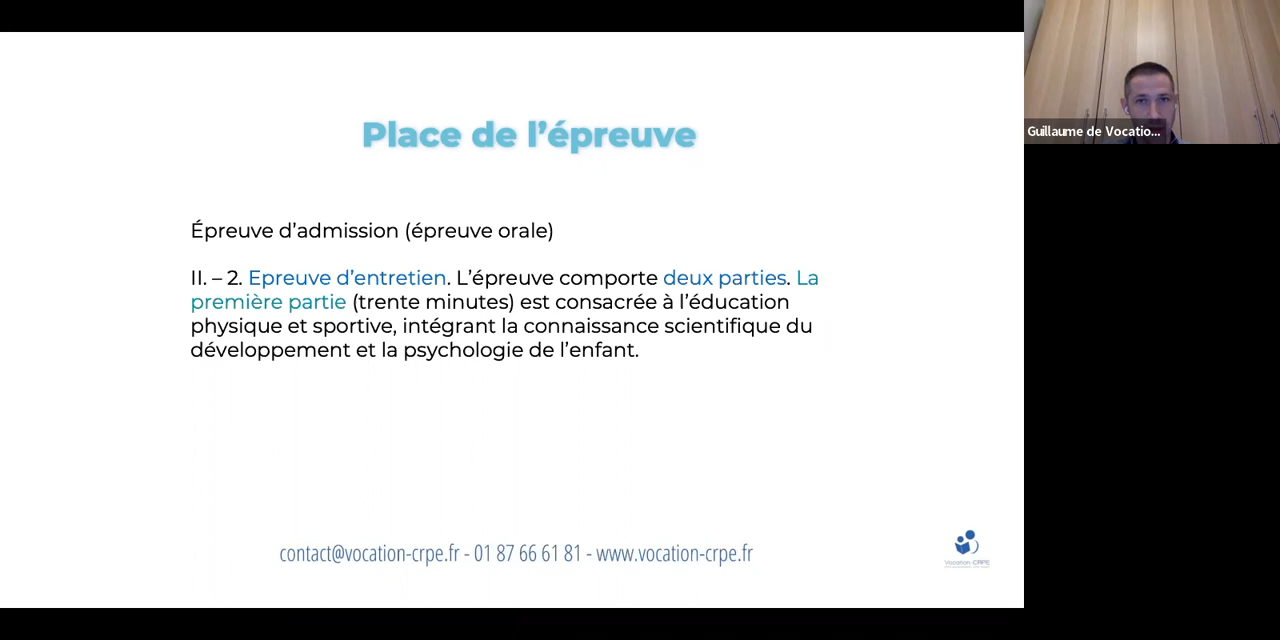 Place de l'épreuve
Guillaume de Vocatio...
Épreuve d'admission (épreuve orale)
II. – 2. Epreuve d'entretien. L'épreuve comporte deux parties. La
première partie (trente minutes) est consacrée à l'éducation
physique et sportive, intégrant la connaissance scientifique du
développement et la psychologie de l'enfant.
contact@vocation-crpe.fr - 01 87 66 61 81 - www.vocation-crpe.fr
Vocation CRPE